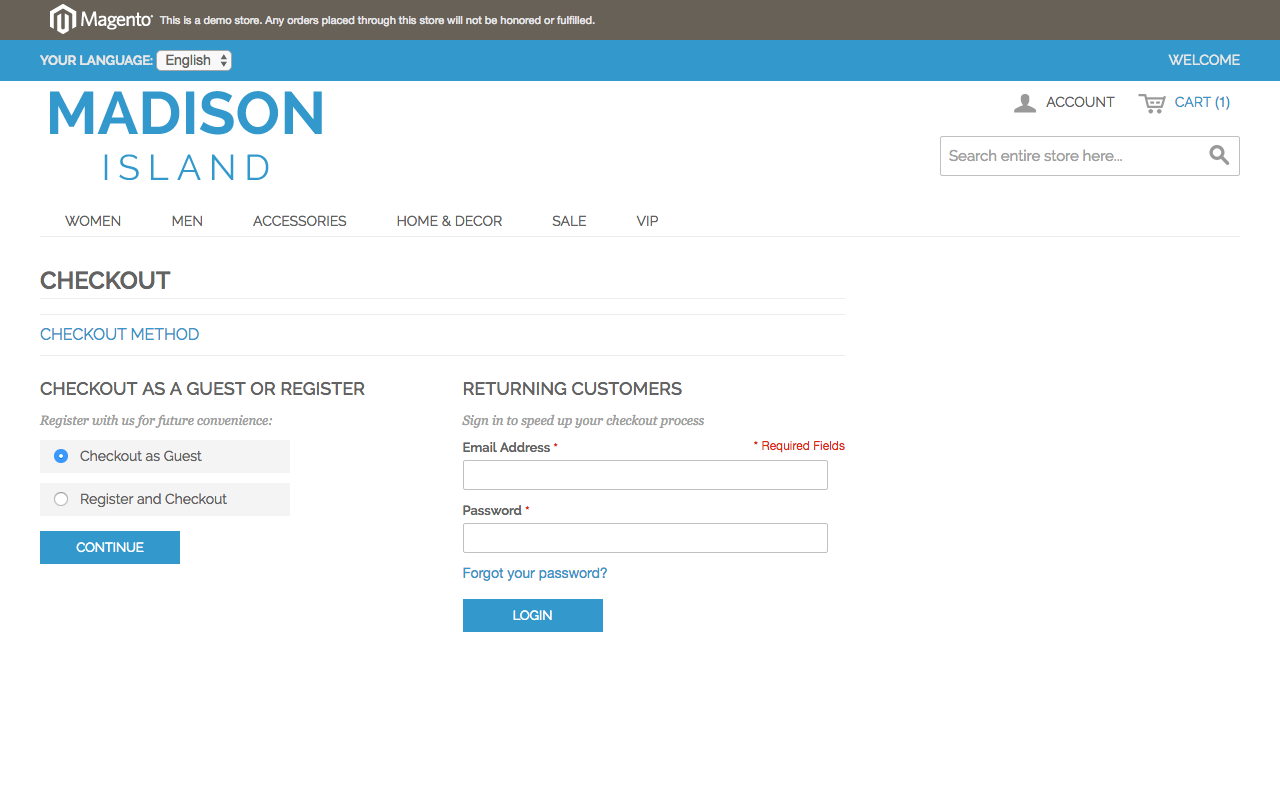 Magento® This is a demo store. Any orders placed through this store will not be honored or fulfilled.
YOUR LANGUAGE: English WELCOME
MADISON
ISLAND
ACCOUNT CART (1)
Search entire store here...
WOMEN MEN ACCESSORIES HOME & DECOR SALE VIP
CHECKOUT
CHECKOUT METHOD
CHECKOUT AS A GUEST OR REGISTER
Register with us for future convenience:
Checkout as Guest
Register and Checkout
CONTINUE
RETURNING CUSTOMERS
Sign in to speed up your checkout process
Email Address * * Required Fields
Password *
Forgot your password?
LOGIN